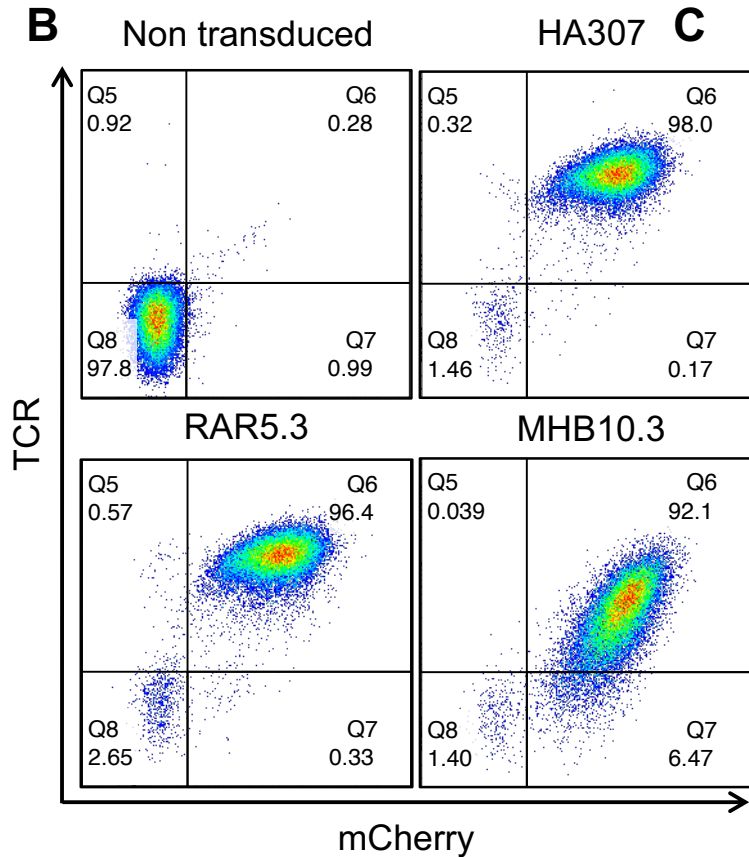 B
Non transduced
HA307
C
Q5
0.92
Q6
0.28
Q8
97.8
Q7
0.99
Q5
0.32
Q6
98.0
Q8
1.46
Q7
0.17
RAR5.3
MHB10.3
Q5
0.57
Q6
96.4
Q8
2.65
Q7
0.33
Q5
0.039
Q6
92.1
Q8
1.40
Q7
6.47
TCR
mCherry